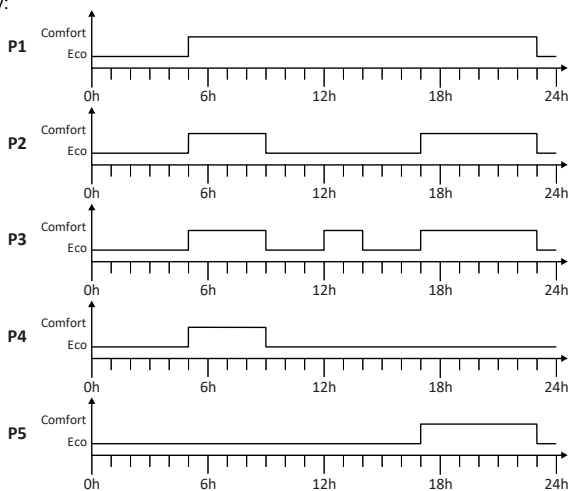 y:
Comfort
P1
Eco
0h 6h 12h 18h 24h
Comfort
P2
Eco
0h 6h 12h 18h 24h
Comfort
P3
Eco
0h 6h 12h 18h 24h
Comfort
P4
Eco
0h 6h 12h 18h 24h
Comfort
P5
Eco
0h 6h 12h 18h 24h